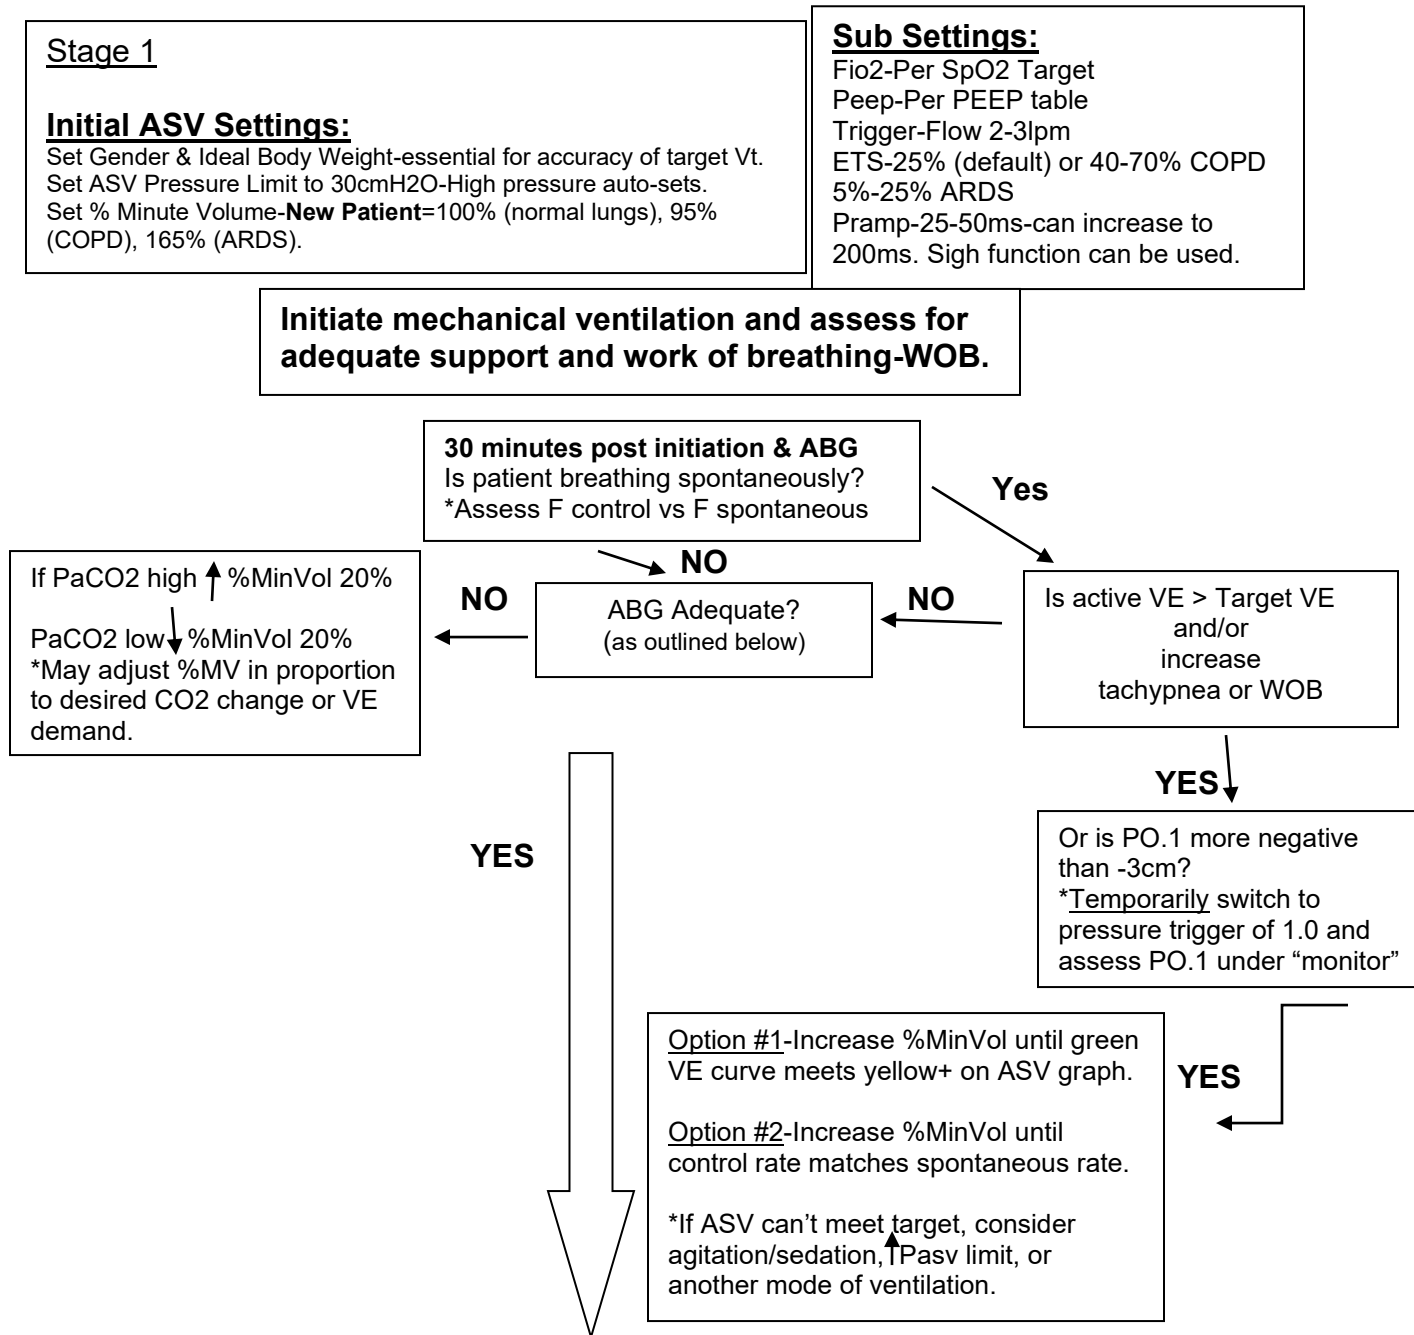 Stage 1
Initial ASV Settings:
Set Gender & Ideal Body Weight-essential for accuracy of target Vt.
Set ASV Pressure Limit to 30cmH2O-High pressure auto-sets.
Set % Minute Volume-New Patient=100% (normal lungs), 95%
(COPD), 165% (ARDS).
Sub Settings:
Fio2-Per SpO2 Target
Peep-Per PEEP table
Trigger-Flow 2-3lpm
ETS-25% (default) or 40-70% COPD
5%-25% ARDS
Pramp-25-50ms-can increase to
200ms. Sigh function can be used.
Initiate mechanical ventilation and assess for
adequate support and work of breathing-WOB.
30 minutes post initiation & ABG
Is patient breathing spontaneously?
*Assess F control vs F spontaneous
Yes
NO
If PaCO2 high %MinVol 20%
PaCO2 low %MinVol 20%
*May adjust %MV in proportion
to desired CO2 change or VE
demand.
NO
ABG Adequate?
(as outlined below)
NO
Is active VE > Target VE
and/or
increase
tachypnea or WOB
YES
YES
Or is PO.1 more negative
than -3cm?
*Temporarily switch to
pressure trigger of 1.0 and
assess PO.1 under “monitor”
Option #1-Increase %MinVol until green
VE curve meets yellow+ on ASV graph.
Option #2-Increase %MinVol until
control rate matches spontaneous rate.
*If ASV can’t meet target, consider
agitation/sedation, Pasv limit, or
another mode of ventilation.
YES